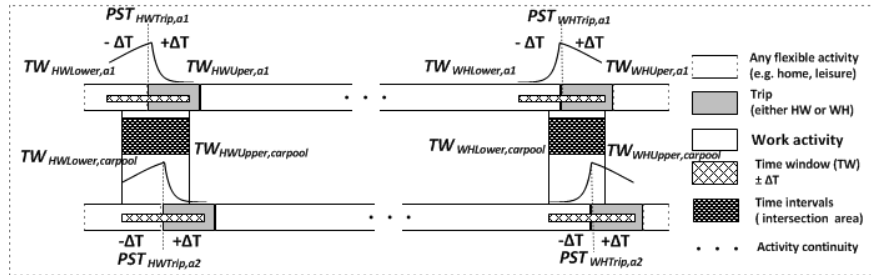 PST HWTrip,a1
PST WHTrip,a1
- ΔT +ΔT
- ΔT +ΔT
TW HWLower,a1
TW HWUper,a1
TW WHLower,a1
TW WHUper,a1
TW HWLower,carpool
TW HWUpper,carpool
TW WHLower,carpool
TW WHUpper,carpool
-ΔT +ΔT
-ΔT +ΔT
PST HWTrip,a2
PST WHTrip,a2
Any flexible activity
(e.g. home, leisure)
Trip
(either HW or WH)
Work activity
Time window (TW)
± ΔT
Time intervals
( intersection area)
Activity continuity